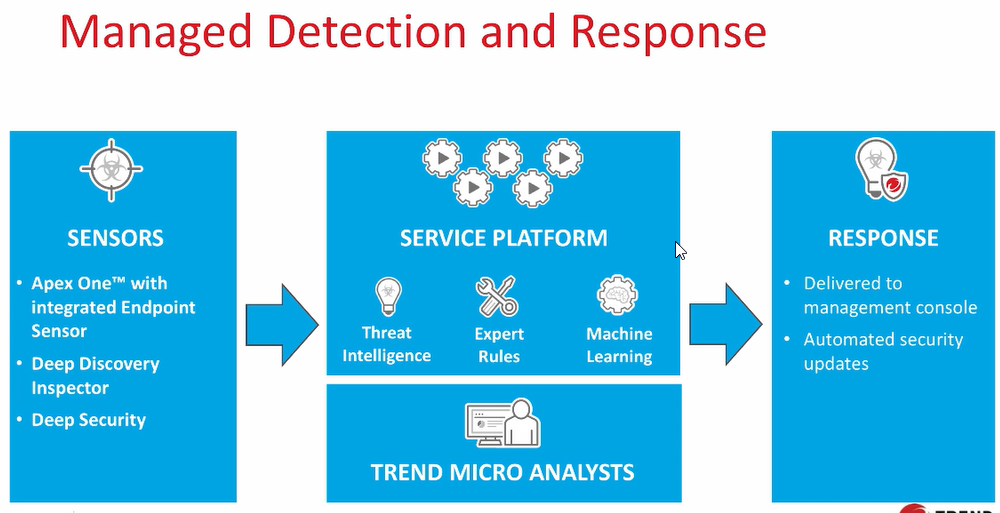 Managed Detection and Response
SENSORS
• Apex One™ with
integrated Endpoint
Sensor
• Deep Discovery
Inspector
• Deep Security
SERVICE PLATFORM
Threat
Intelligence
Expert
Rules
Machine
Learning
TREND MICRO ANALYSTS
RESPONSE
• Delivered to
management console
• Automated security
updates
TREND